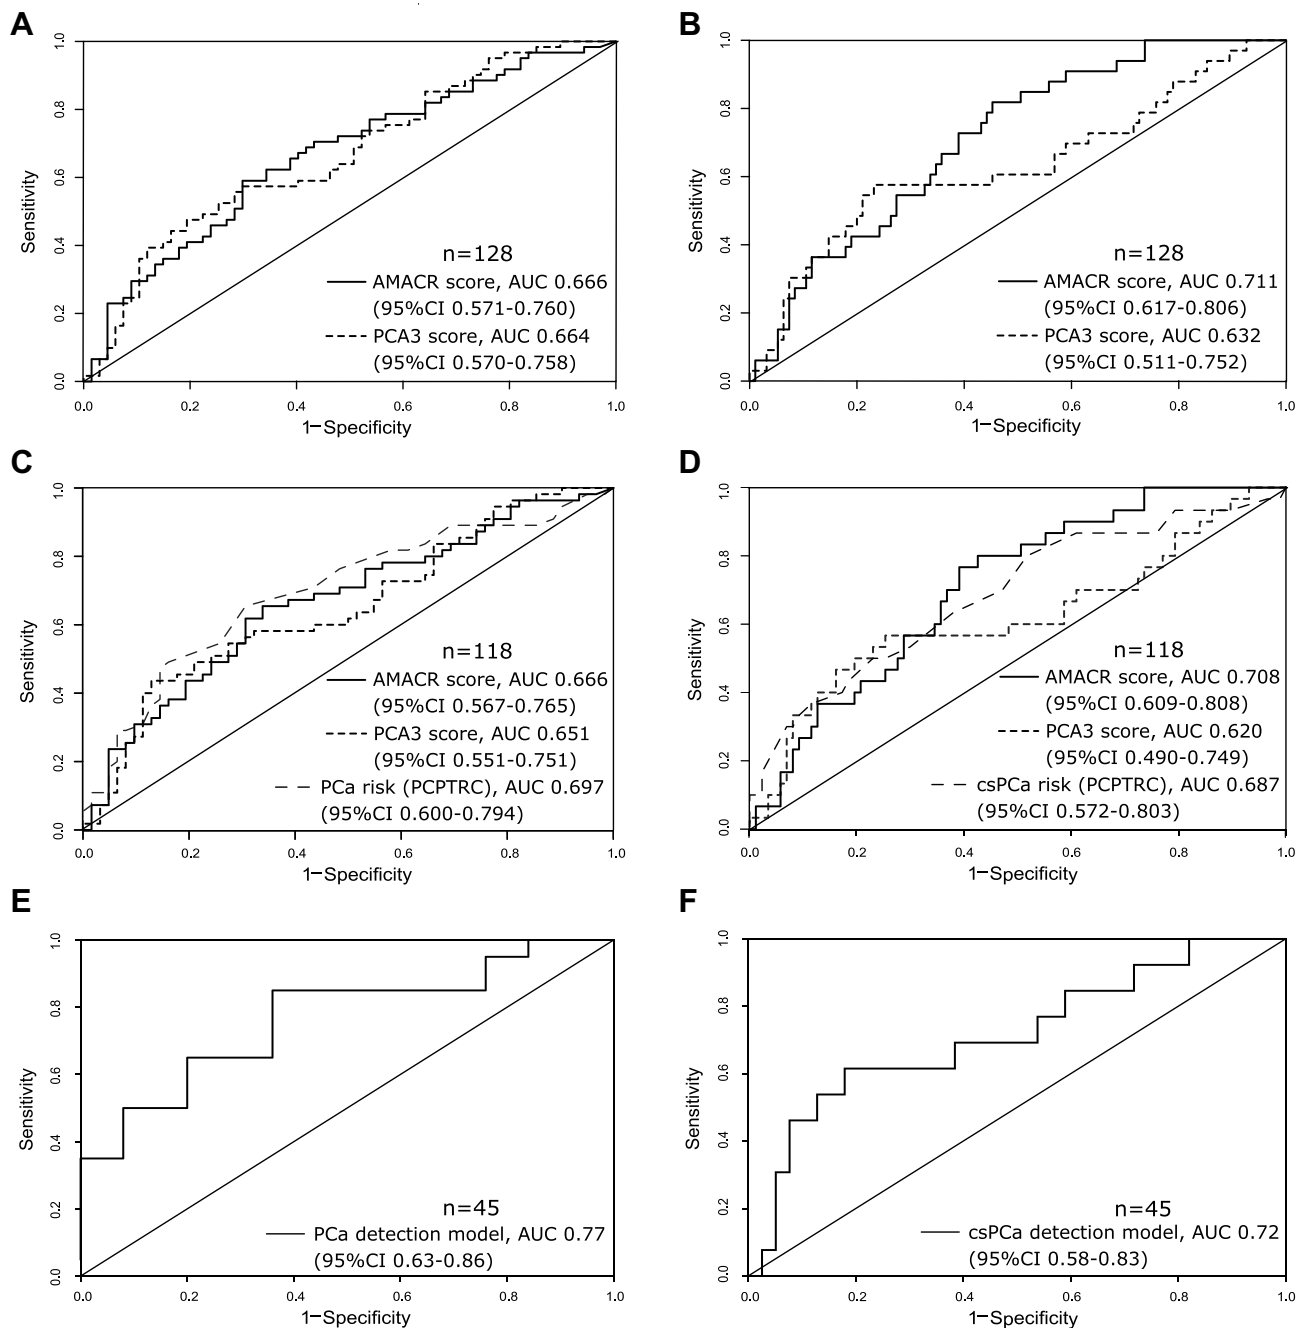 A
1.0
0.8
0.6
0.4
0.2
0.0
Sensitivity
n=128
AMACR score, AUC 0.666
(95%CI 0.571-0.760)
PCA3 score, AUC 0.664
(95%CI 0.570-0.758)
0.0 0.2 0.4 0.6 0.8 1.0
1−Specificity
B
1.0
0.8
0.6
0.4
0.2
0.0
Sensitivity
n=128
AMACR score, AUC 0.711
(95%CI 0.617-0.806)
PCA3 score, AUC 0.632
(95%CI 0.511-0.752)
0.0 0.2 0.4 0.6 0.8 1.0
1−Specificity
C
1.0
0.8
0.6
0.4
0.2
0.0
Sensitivity
n=118
AMACR score, AUC 0.666
(95%CI 0.567-0.765)
PCA3 score, AUC 0.651
(95%CI 0.551-0.751)
PCa risk (PCPTRC), AUC 0.697
(95%CI 0.600-0.794)
0.0 0.2 0.4 0.6 0.8 1.0
1−Specificity
D
1.0
0.8
0.6
0.4
0.2
0.0
Sensitivity
n=118
AMACR score, AUC 0.708
(95%CI 0.609-0.808)
PCA3 score, AUC 0.620
(95%CI 0.490-0.749)
csPCa risk (PCPTRC), AUC 0.687
(95%CI 0.572-0.803)
0.0 0.2 0.4 0.6 0.8 1.0
1−Specificity
E
1.0
0.8
0.6
0.4
0.2
0.0
Sensitivity
n=45
PCa detection model, AUC 0.77
(95%CI 0.63-0.86)
0.0 0.2 0.4 0.6 0.8 1.0
1−Specificity
F
1.0
0.8
0.6
0.4
0.2
0.0
Sensitivity
n=45
csPCa detection model, AUC 0.72
(95%CI 0.58-0.83)
0.0 0.2 0.4 0.6 0.8 1.0
1−Specificity